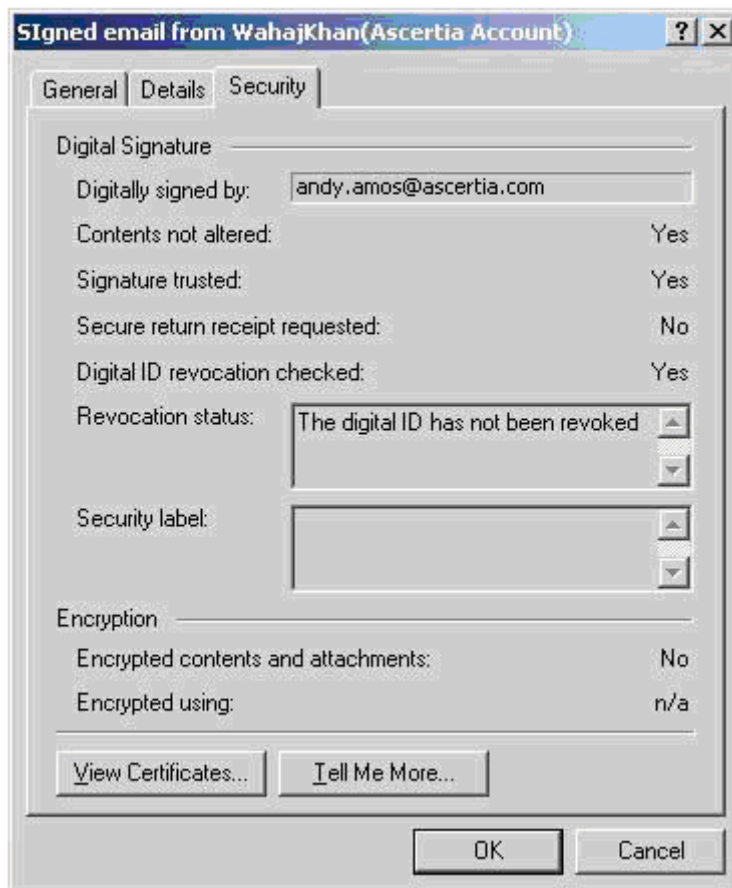 SIgned email from WahajKhan(Ascertia Account)
General Details Security
Digital Signature
Digitally signed by: andy.amos@ascertia.com
Contents not altered: Yes
Signature trusted: Yes
Secure return receipt requested: No
Digital ID revocation checked: Yes
Revocation status: The digital ID has not been revoked
Security label:
Encryption
Encrypted contents and attachments: No
Encrypted using: n/a
View Certificates... Tell Me More...
OK Cancel